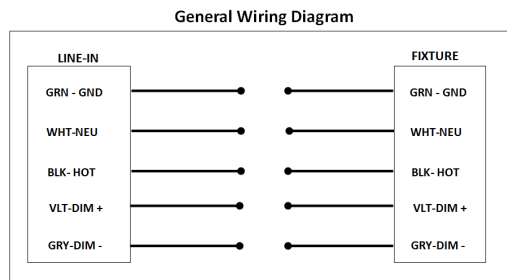 General Wiring Diagram
LINE-IN
GRN - GND
WHT-NEU
BLK- HOT
VLT-DIM +
GRY-DIM -
FIXTURE
GRN - GND
WHT-NEU
BLK- HOT
VLT-DIM +
GRY-DIM -